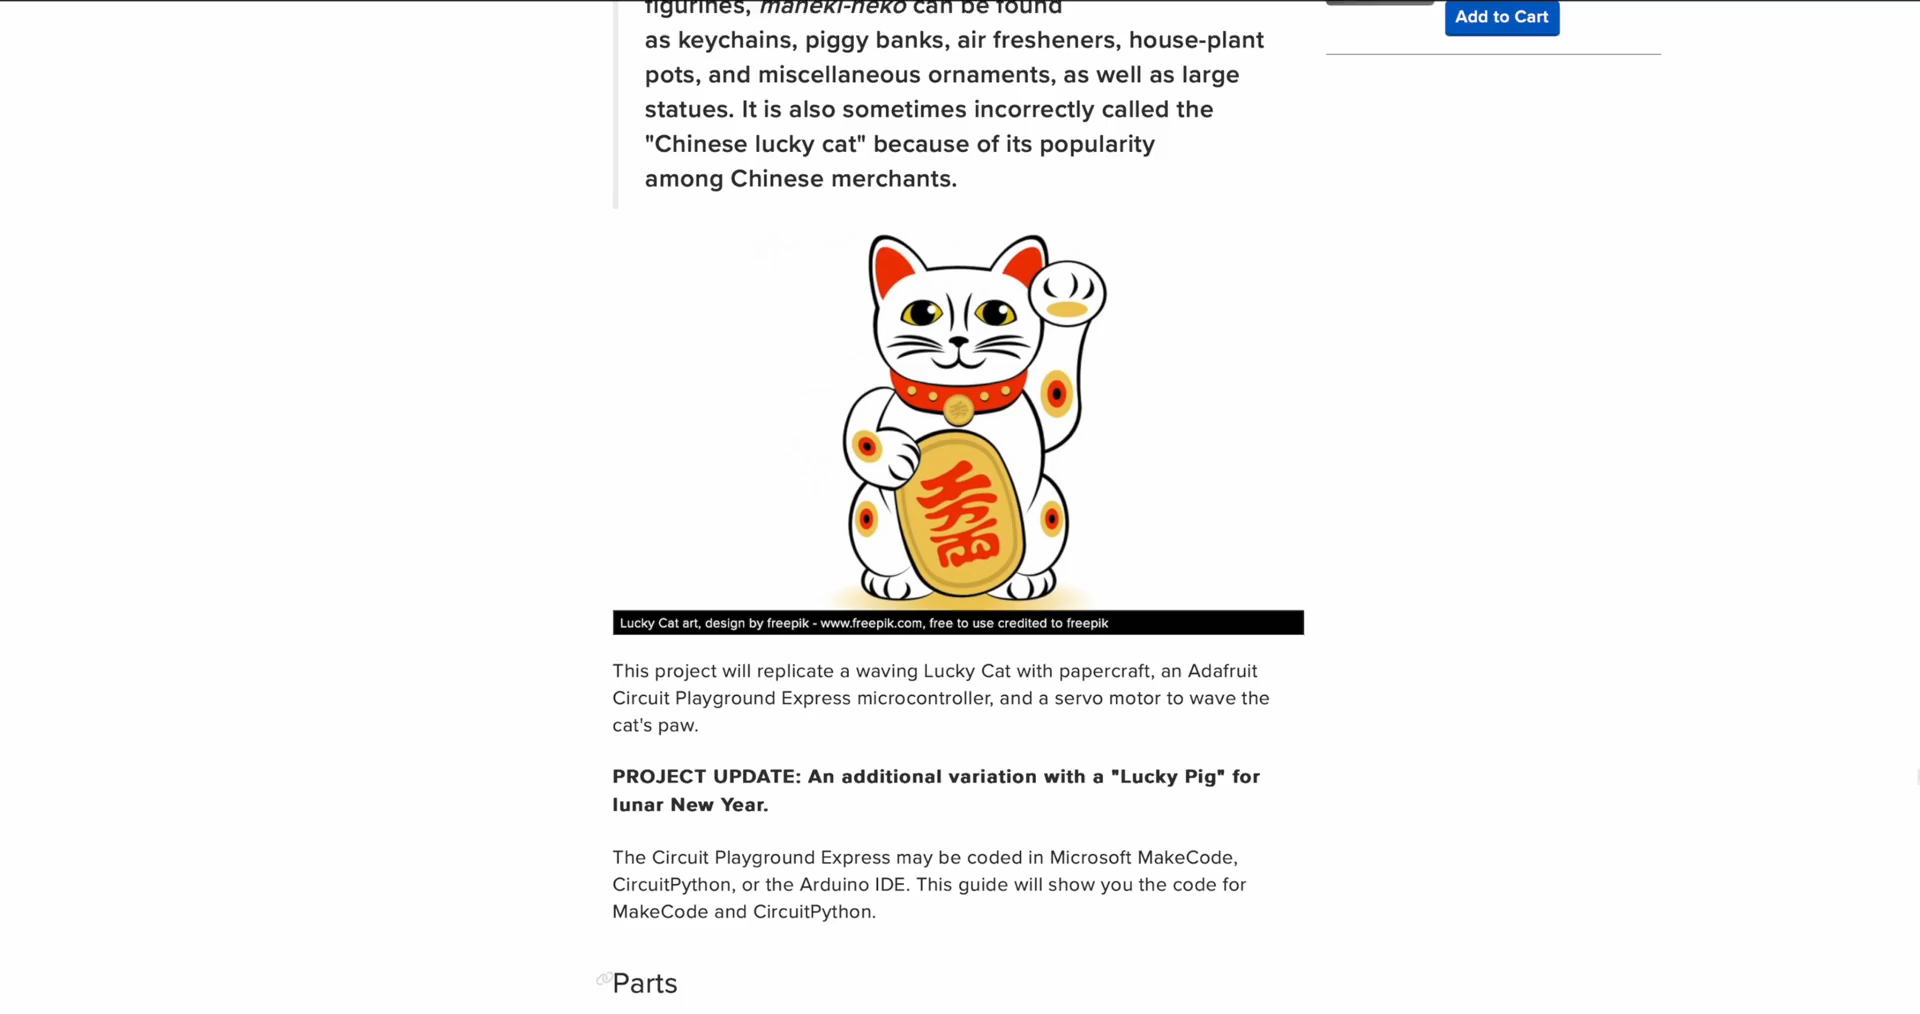 figurines, maneki-neko can be found
Add to Cart
as keychains, piggy banks, air fresheners, house-plant
pots, and miscellaneous ornaments, as well as large
statues. It is also sometimes incorrectly called the
"Chinese lucky cat" because of its popularity
among Chinese merchants.
千万両
Lucky Cat art, design by freepik - www.freepik.com, free to use credited to freepik
This project will replicate a waving Lucky Cat with papercraft, an Adafruit
Circuit Playground Express microcontroller, and a servo motor to wave the
cat's paw.
PROJECT UPDATE: An additional variation with a "Lucky Pig" for
lunar New Year.
The Circuit Playground Express may be coded in Microsoft MakeCode,
CircuitPython, or the Arduino IDE. This guide will show you the code for
MakeCode and CircuitPython.
Parts